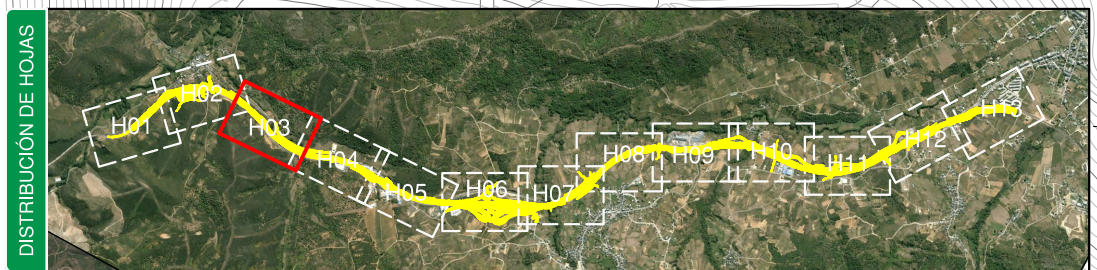 DISTRIBUCIÓN DE HOJAS
H01
H02
H03
H04
H05
H06
H07
H08
H09
H10
H11
H12
H13